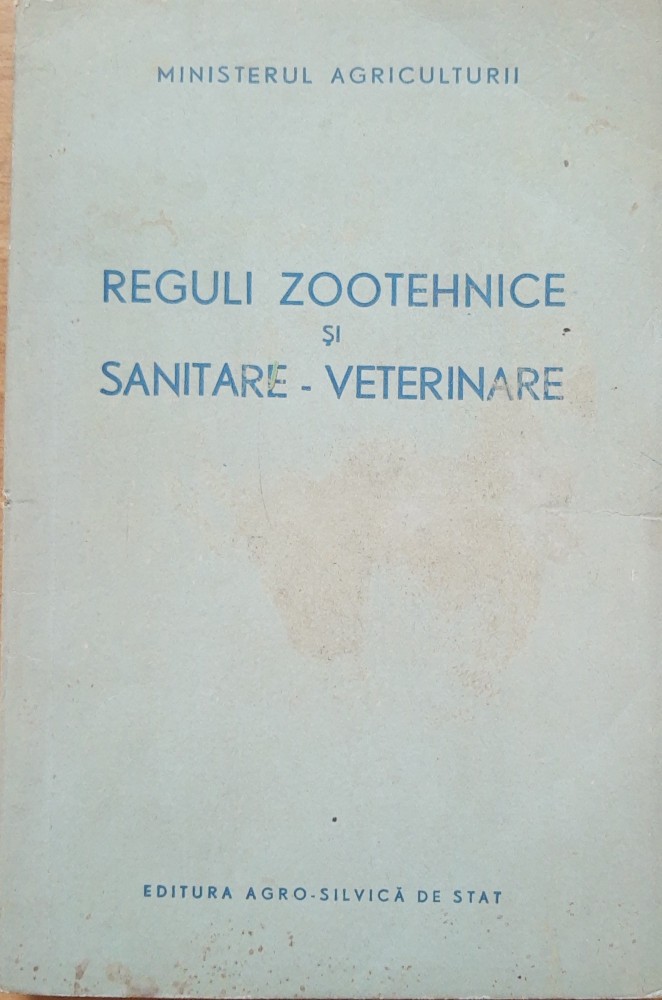 MINISTERUL AGRICULTURII
REGULI ZOOTEHNICE
ȘI
SANITARE - VETERINARE
EDITURA AGRO-SILVICĂ DE STAT